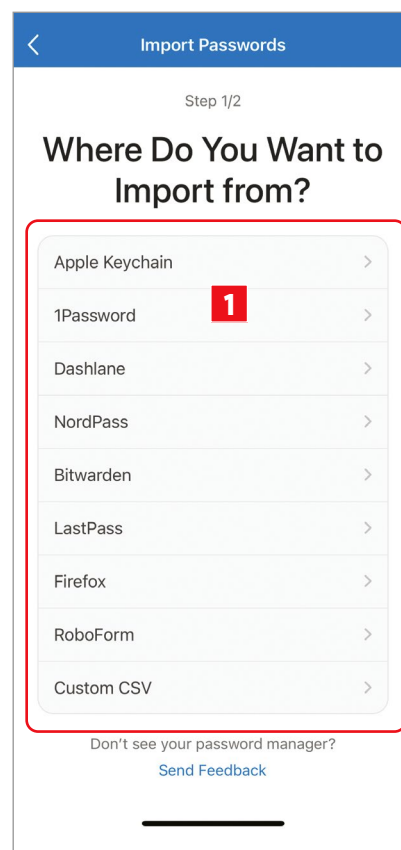 Import Passwords
Step 1/2
Where Do You Want to
Import from?
Apple Keychain
1
1Password
Dashlane
NordPass
Bitwarden
LastPass
Firefox
RoboForm
Custom CSV
Don't see your password manager?
Send Feedback